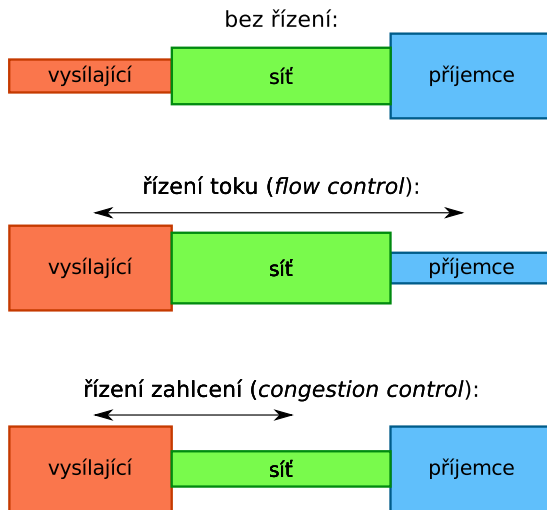 bez řízení:
vysílající síť příjemce
řízení toku (flow control):
vysílající síť příjemce
řízení zahlcení (congestion control):
vysílající síť příjemce